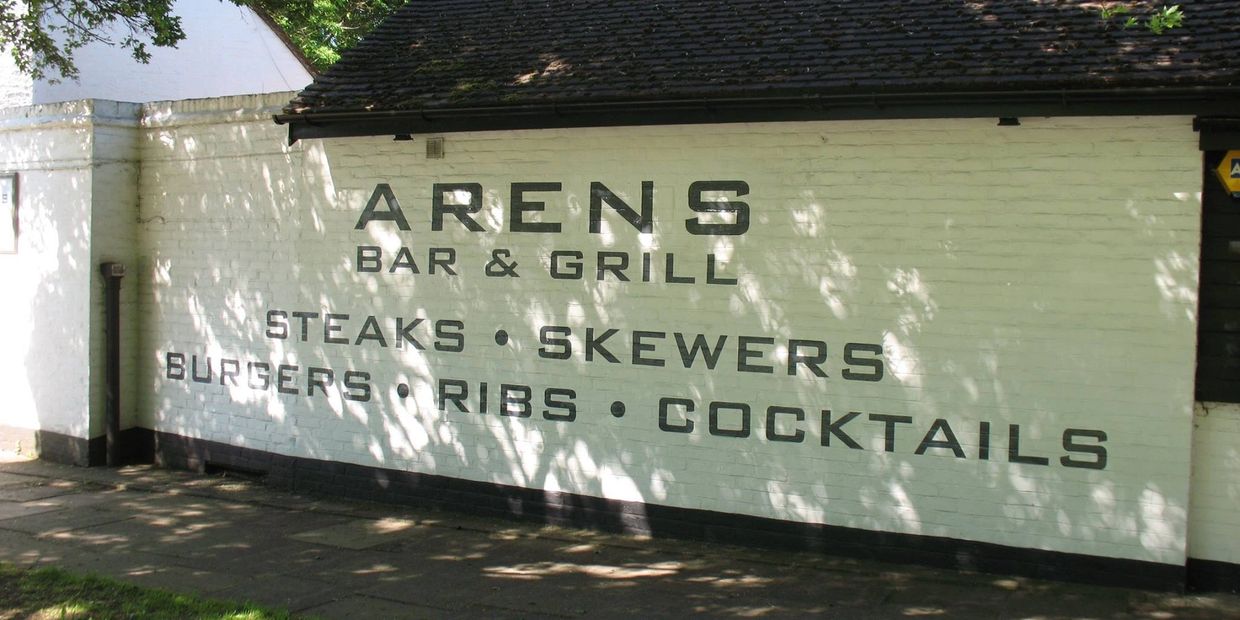 ARENS
BAR & GRILL
STEAKS • SKEWERS
BURGERS • RIBS • COCKTAILS